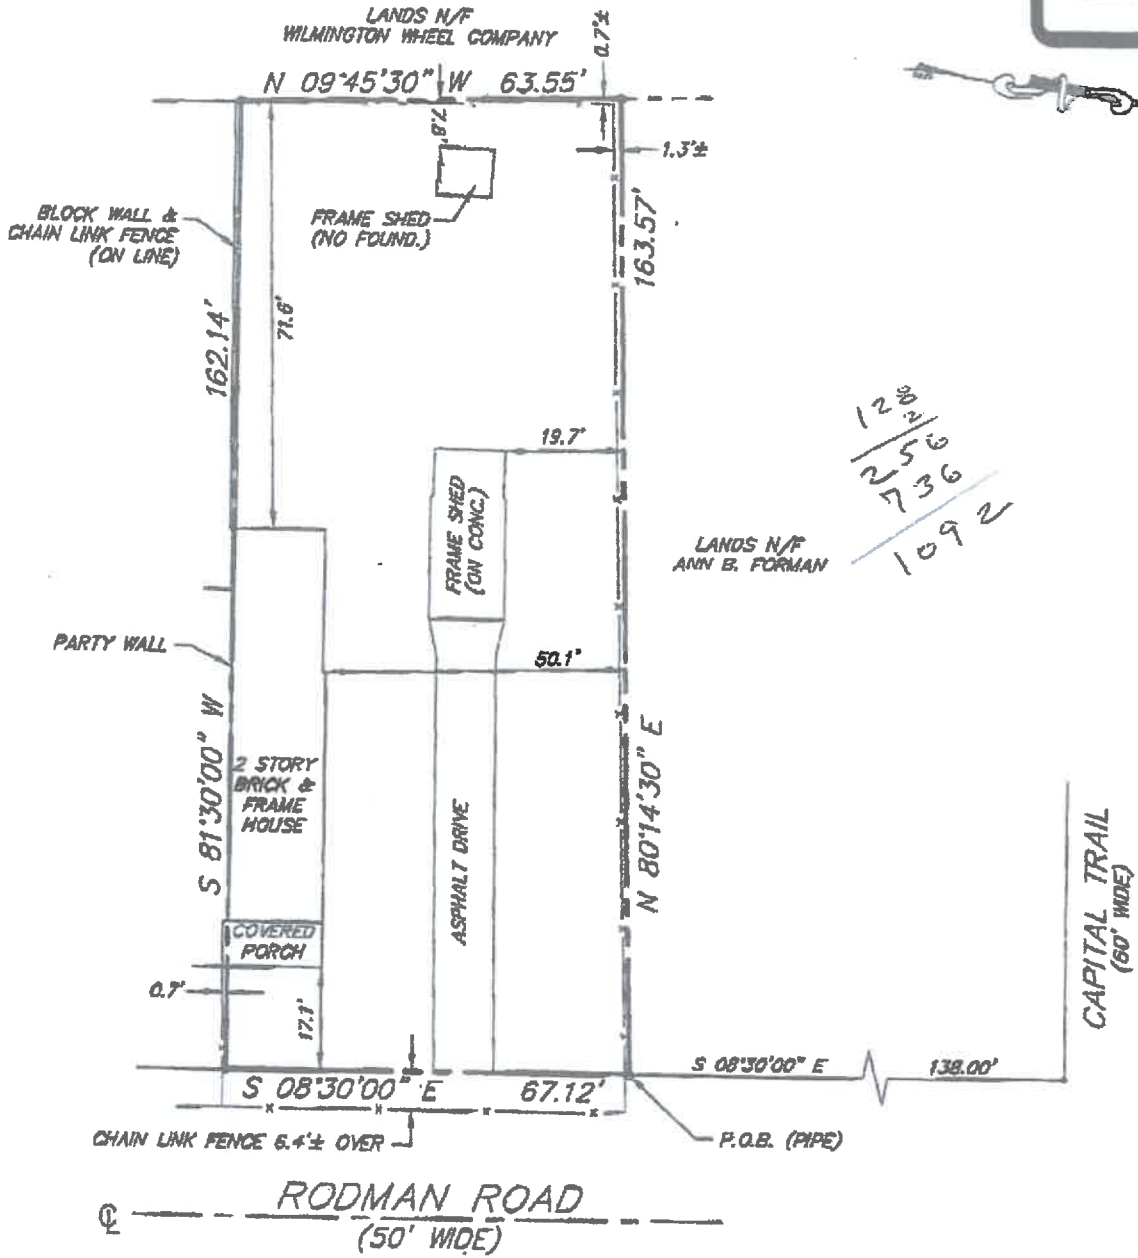 LANDS N/F
WILMINGTON WHEEL COMPANY
0.7'±
N 09°45'30" W 63.55'
7.8'
1.3'±
BLOCK WALL &
CHAIN LINK FENCE
(ON LINE)
FRAME SHED
(NO FOUND.)
163.57'
162.14'
71.6'
19.7'
128
2
256
736
1092
FRAME SHED
(ON CONC.)
LANDS N/F
ANN B. FORMAN
PARTY WALL
50.1'
S 81°30'00" W
2 STORY
BRICK &
FRAME
HOUSE
ASPHALT DRIVE
N 80°14'30" E
CAPITAL TRAIL
(60' WIDE)
COVERED
PORCH
0.7'
17.1'
S 08°30'00" E 67.12'
S 08°30'00" E 138.00'
CHAIN LINK FENCE 6.4'± OVER
P.O.B. (PIPE)
℄ RODMAN ROAD
(50' WIDE)